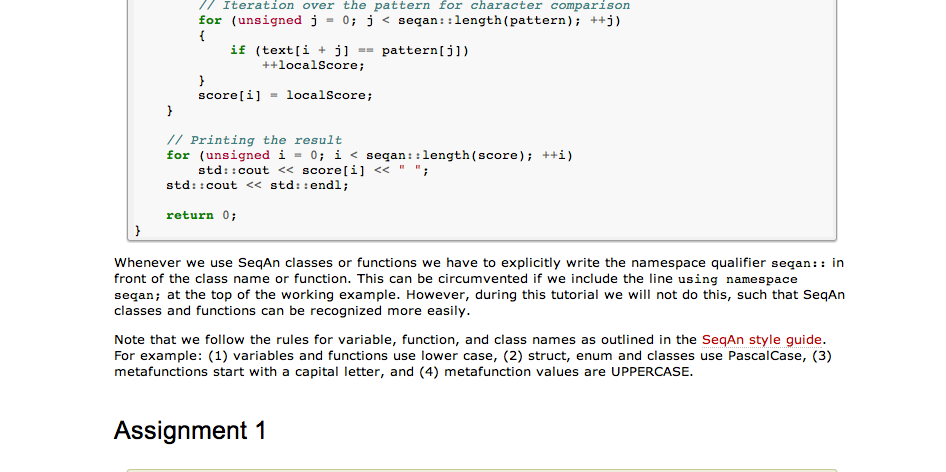 // Iteration over the pattern for character comparison
for (unsigned j = 0; j < seqan::length(pattern); ++j)
{
if (text[i + j] == pattern[j])
++localScore;
}
score[i] = localScore;
}
// Printing the result
for (unsigned i = 0; i < seqan::length(score); ++i)
std::cout << score[i] << " ";
std::cout << std::endl;
return 0;
}
Whenever we use SeqAn classes or functions we have to explicitly write the namespace qualifier seqan:: in
front of the class name or function. This can be circumvented if we include the line using namespace
seqan; at the top of the working example. However, during this tutorial we will not do this, such that SeqAn
classes and functions can be recognized more easily.
Note that we follow the rules for variable, function, and class names as outlined in the SeqAn style guide.
For example: (1) variables and functions use lower case, (2) struct, enum and classes use PascalCase, (3)
metafunctions start with a capital letter, and (4) metafunction values are UPPERCASE.
Assignment 1